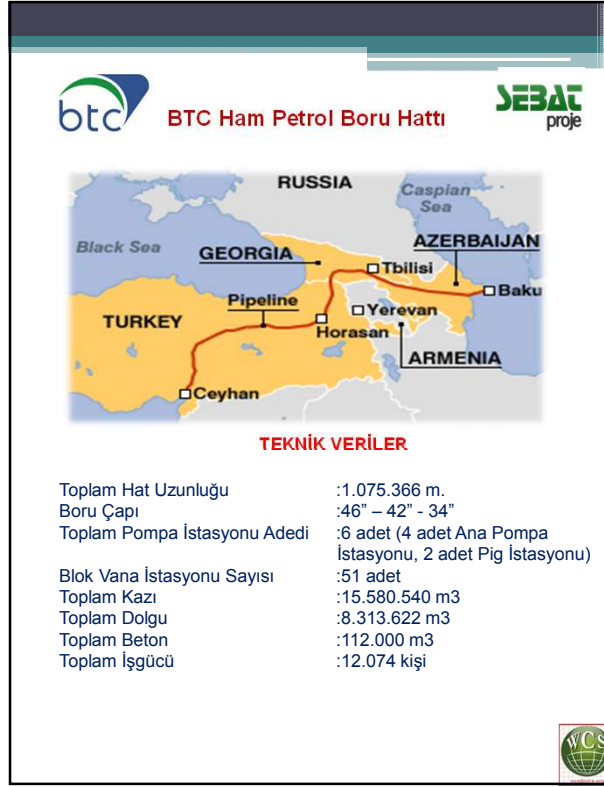 btc
BTC Ham Petrol Boru Hattı
SEBAT
proje
RUSSIA
Caspian
Sea
Black Sea
GEORGIA
AZERBAIJAN
Tbilisi
Baku
Pipeline
Yerevan
TURKEY
Horasan
ARMENIA
Ceyhan
TEKNİK VERİLER
Toplam Hat Uzunluğu :1.075.366 m.
Boru Çapı :46” – 42” - 34”
Toplam Pompa İstasyonu Adedi :6 adet (4 adet Ana Pompa
İstasyonu, 2 adet Pig İstasyonu)
Blok Vana İstasyonu Sayısı :51 adet
Toplam Kazı :15.580.540 m3
Toplam Dolgu :8.313.622 m3
Toplam Beton :112.000 m3
Toplam İşgücü :12.074 kişi
WCS